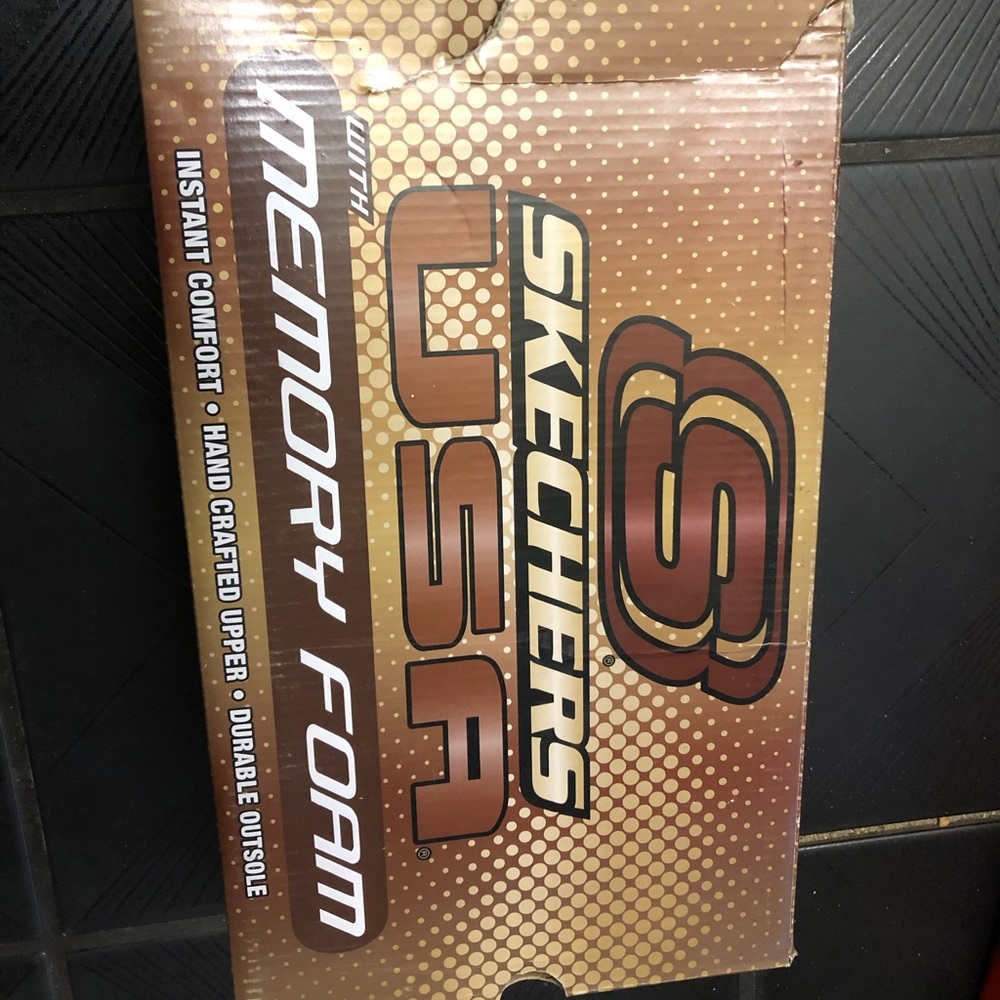 S
SKECHERS®
USA®
WITH
MEMORY FOAM
INSTANT COMFORT • HAND CRAFTED UPPER • DURABLE OUTSOLE